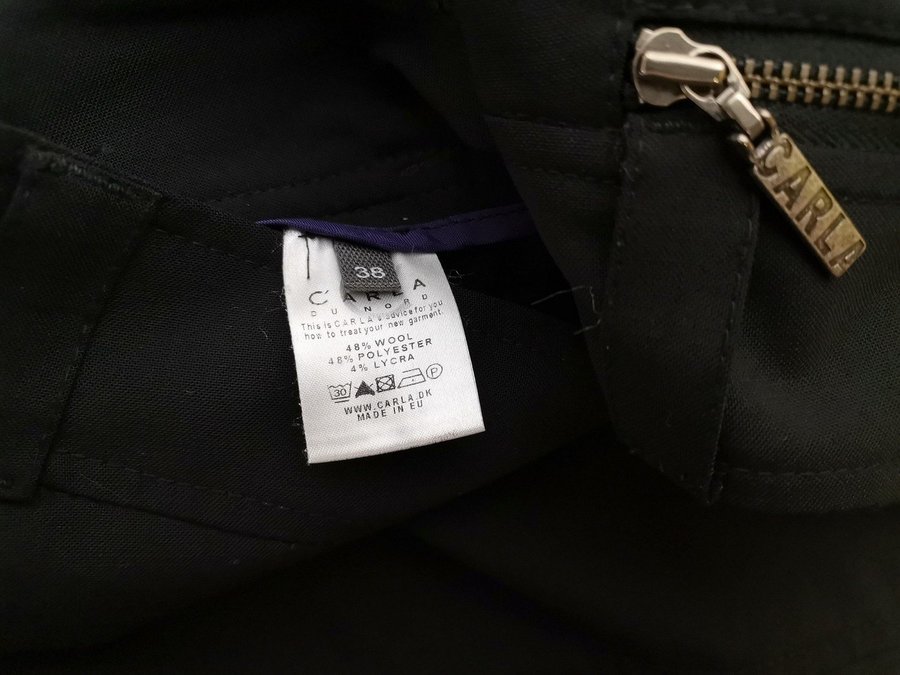 38
C'ARLA
DU NORD
This is CARLA's advice for you
how to treat your new garment.
48% WOOL
48% POLYESTER
4% LYCRA
30 P
WWW.CARLA.DK
MADE IN EU
CARLA